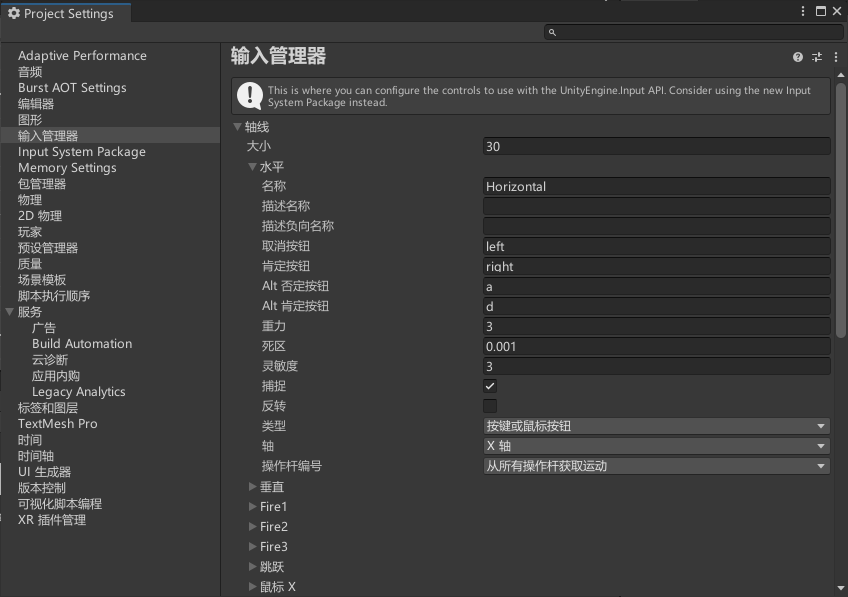 Project Settings
Adaptive Performance
音频
Burst AOT Settings
编辑器
图形
输入管理器
Input System Package
Memory Settings
包管理器
物理
2D 物理
玩家
预设管理器
质量
场景模板
脚本执行顺序
服务
广告
Build Automation
云诊断
应用内购
Legacy Analytics
标签和图层
TextMesh Pro
时间
时间轴
UI 生成器
版本控制
可视化脚本编程
XR 插件管理
输入管理器
This is where you can configure the controls to use with the UnityEngine.Input API. Consider using the new Input
System Package instead.
轴线
大小 30
水平
名称 Horizontal
描述名称
描述负向名称
取消按钮 left
肯定按钮 right
Alt 否定按钮 a
Alt 肯定按钮 d
重力 3
死区 0.001
灵敏度 3
捕捉
反转
类型 按键或鼠标按钮
轴 X 轴
操作杆编号 从所有操作杆获取运动
垂直
Fire1
Fire2
Fire3
跳跃
鼠标 X